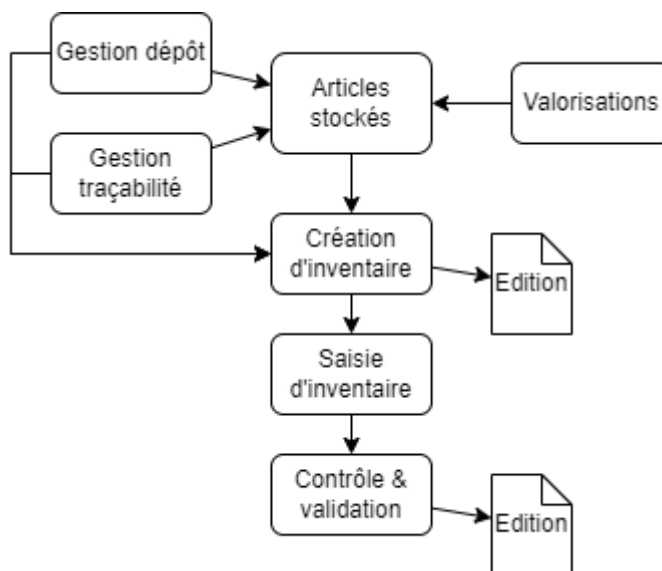 Gestion dépôt
Articles
stockés
Valorisations
Gestion
traçabilité
Création
d'inventaire
Edition
Saisie
d'inventaire
Contrôle &
validation
Edition